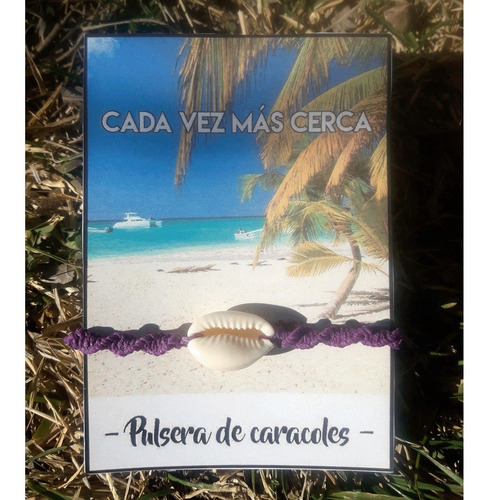 CADA VEZ MÁS CERCA
- Pulsera de caracoles -